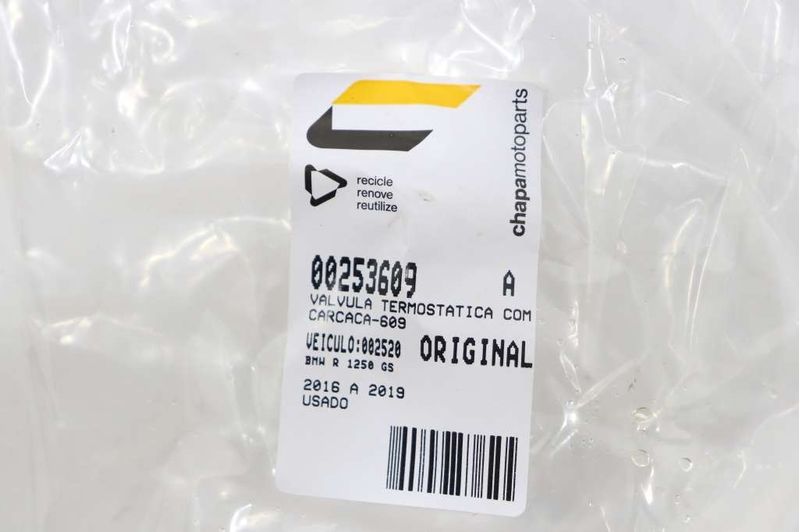 chapamotoparts
recicle
renove
reutilize
00253609 A
VALVULA TERMOSTATICA COM
CARCACA-609
VEICULO:002520 ORIGINAL
BMW R 1250 GS
2016 A 2019
USADO